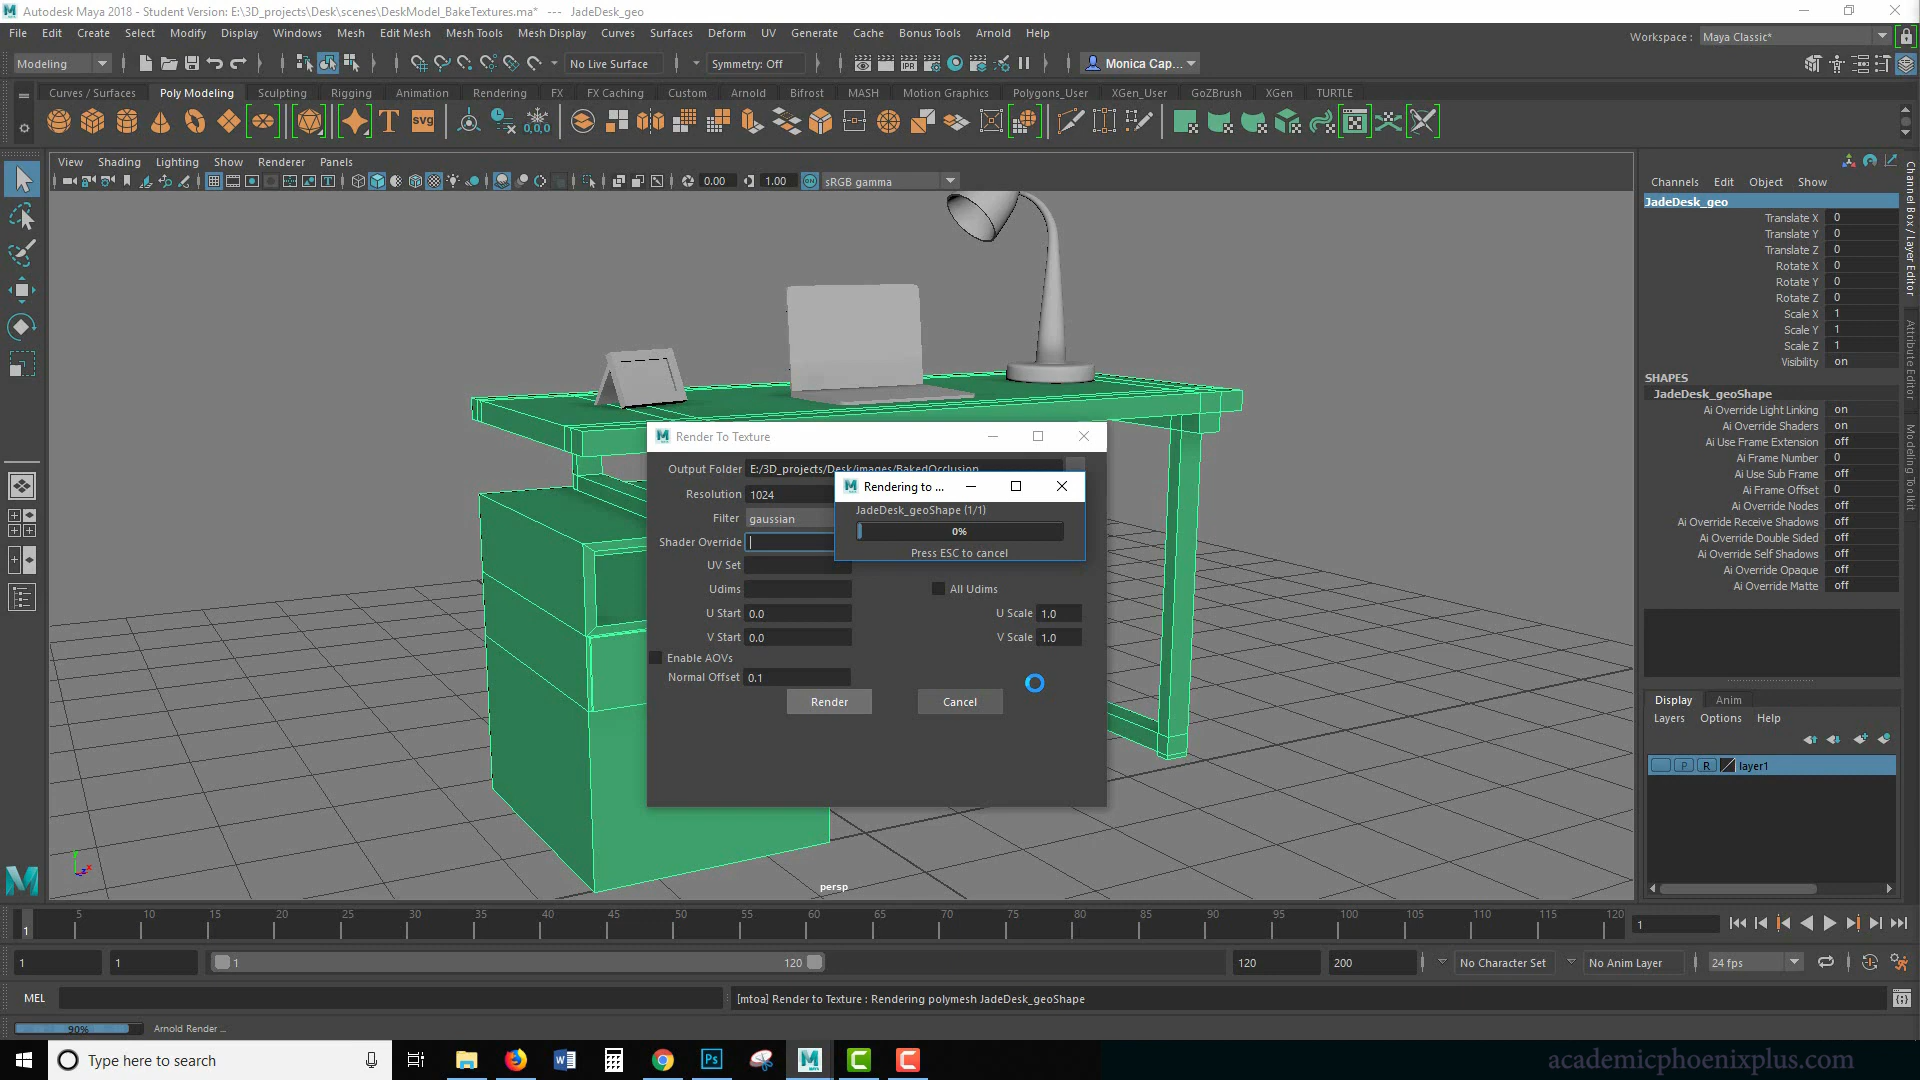 Autodesk Maya 2018 - Student Version: E:\3D_projects\Desk\scenes\DeskModel_BakeTextures.ma* --- JadeDesk_geo
File Edit Create Select Modify Display Windows Mesh Edit Mesh Mesh Tools Mesh Display Curves Surfaces Deform UV Generate Cache Bonus Tools Arnold Help
Workspace : Maya Classic*
Modeling
No Live Surface
Symmetry: Off
Monica Cap...
Curves / Surfaces Poly Modeling Sculpting Rigging Animation Rendering FX FX Caching Custom Arnold Bifrost MASH Motion Graphics Polygons_User XGen_User GoZBrush XGen TURTLE
T
SVG
0,0,0
IPR
View Shading Lighting Show Renderer Panels
0.00
1.00
sRGB gamma
Channels Edit Object Show
JadeDesk_geo
Translate X 0
Translate Y 0
Translate Z 0
Rotate X 0
Rotate Y 0
Rotate Z 0
Scale X 1
Scale Y 1
Scale Z 1
Visibility on
SHAPES
JadeDesk_geoShape
Ai Override Light Linking on
Ai Override Shaders on
Ai Use Frame Extension off
Ai Frame Number 0
Ai Use Sub Frame off
Ai Frame Offset 0
Ai Override Nodes off
Ai Override Receive Shadows off
Ai Override Double Sided off
Ai Override Self Shadows off
Ai Override Opaque off
Ai Override Matte off
Channel Box / Layer Editor
Attribute Editor
Modeling Toolkit
Render To Texture
Output Folder E:/3D_projects/Desk/images/BakedOcclusion
Resolution 1024
Filter gaussian
Shader Override
UV Set
Udims
All Udims
U Start 0.0
U Scale 1.0
V Start 0.0
V Scale 1.0
Enable AOVs
Normal Offset 0.1
Render Cancel
Rendering to ...
JadeDesk_geoShape (1/1)
0%
Press ESC to cancel
persp
Display Anim
Layers Options Help
P R layer1
5 10 15 20 25 30 35 40 45 50 55 60 65 70 75 80 85 90 95 100 105 110 115 120
1
1
1 1 1 120 120 200 No Character Set No Anim Layer 24 fps
MEL
[mtoa] Render to Texture : Rendering polymesh JadeDesk_geoShape
90% Arnold Render ...
Type here to search
academicphoenixplus.com